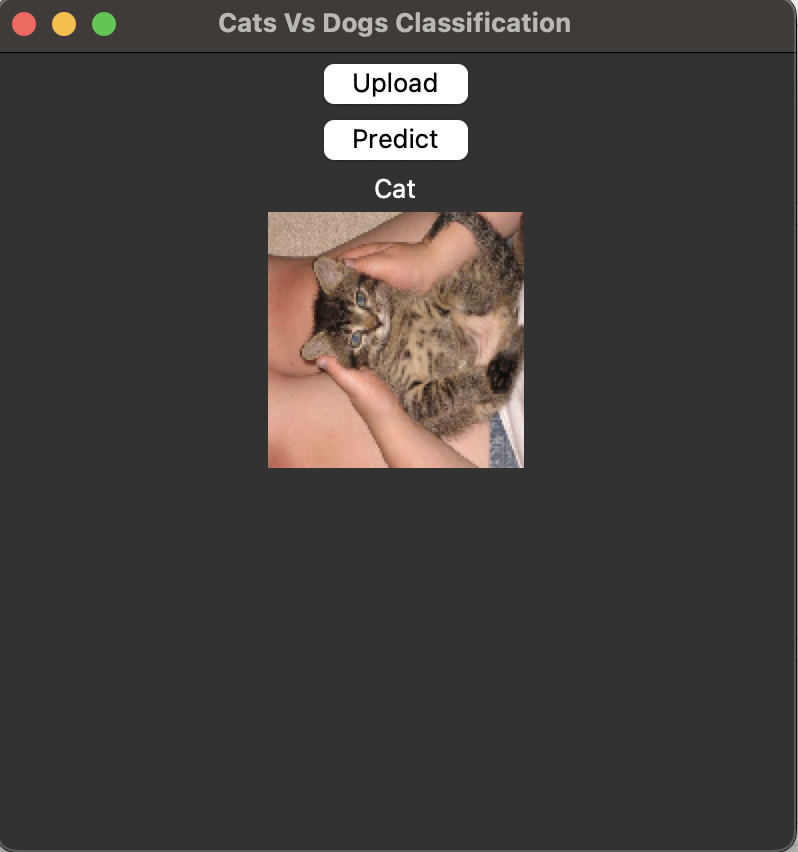 Cats Vs Dogs Classification
Upload
Predict
Cat